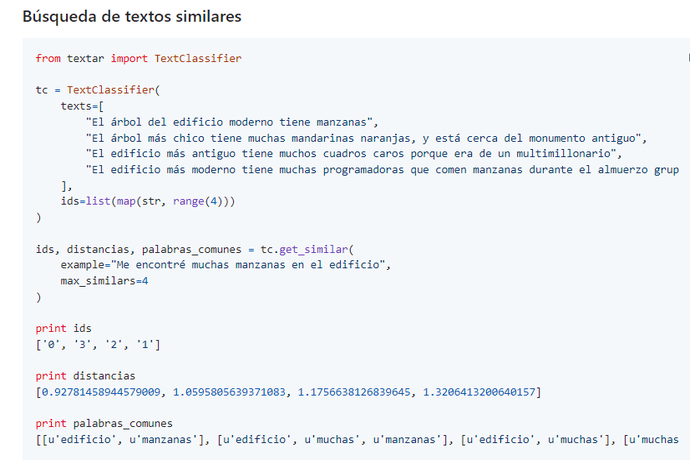 Búsqueda de textos similares
from textar import TextClassifier
tc = TextClassifier(
texts=[
"El árbol del edificio moderno tiene manzanas",
"El árbol más chico tiene muchas mandarinas naranjas, y está cerca del monumento antiguo",
"El edificio más antiguo tiene muchos cuadros caros porque era de un multimillonario",
"El edificio más moderno tiene muchas programadoras que comen manzanas durante el almuerzo grup
],
ids=list(map(str, range(4)))
)
ids, distancias, palabras_comunes = tc.get_similar(
example="Me encontré muchas manzanas en el edificio",
max_similars=4
)
print ids
['0', '3', '2', '1']
print distancias
[0.92781458944579009, 1.0595805639371083, 1.1756638126839645, 1.3206413200640157]
print palabras_comunes
[[u'edificio', u'manzanas'], [u'edificio', u'muchas', u'manzanas'], [u'edificio', u'muchas'], [u'muchas